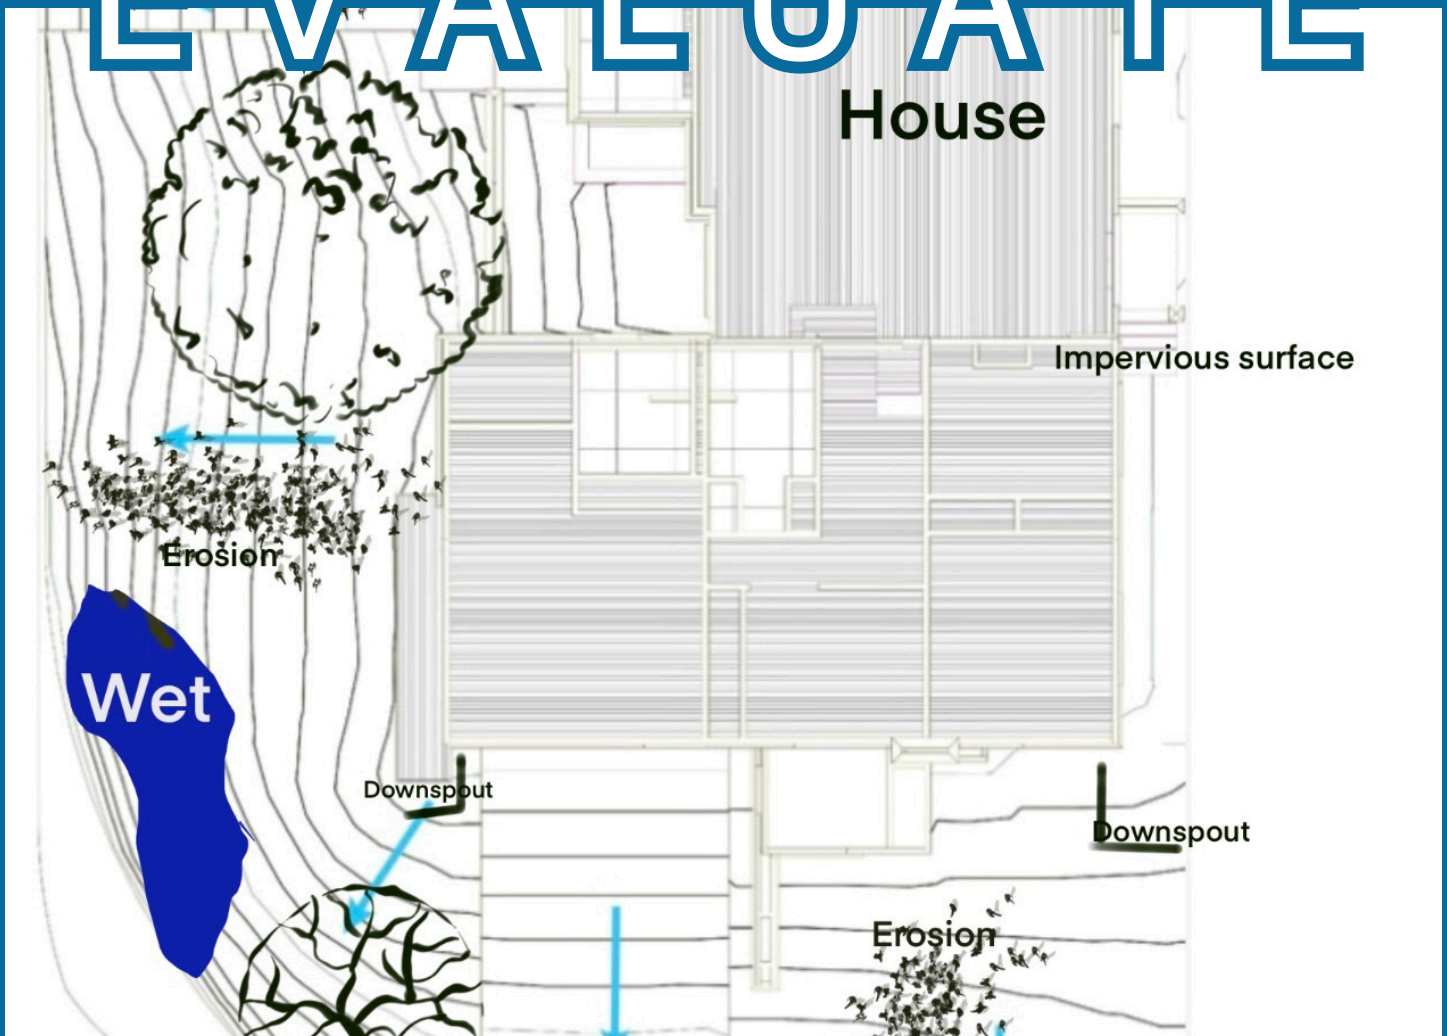 EVALUATE
House
Impervious surface
Erosion
Wet
Downspout
Downspout
Erosion